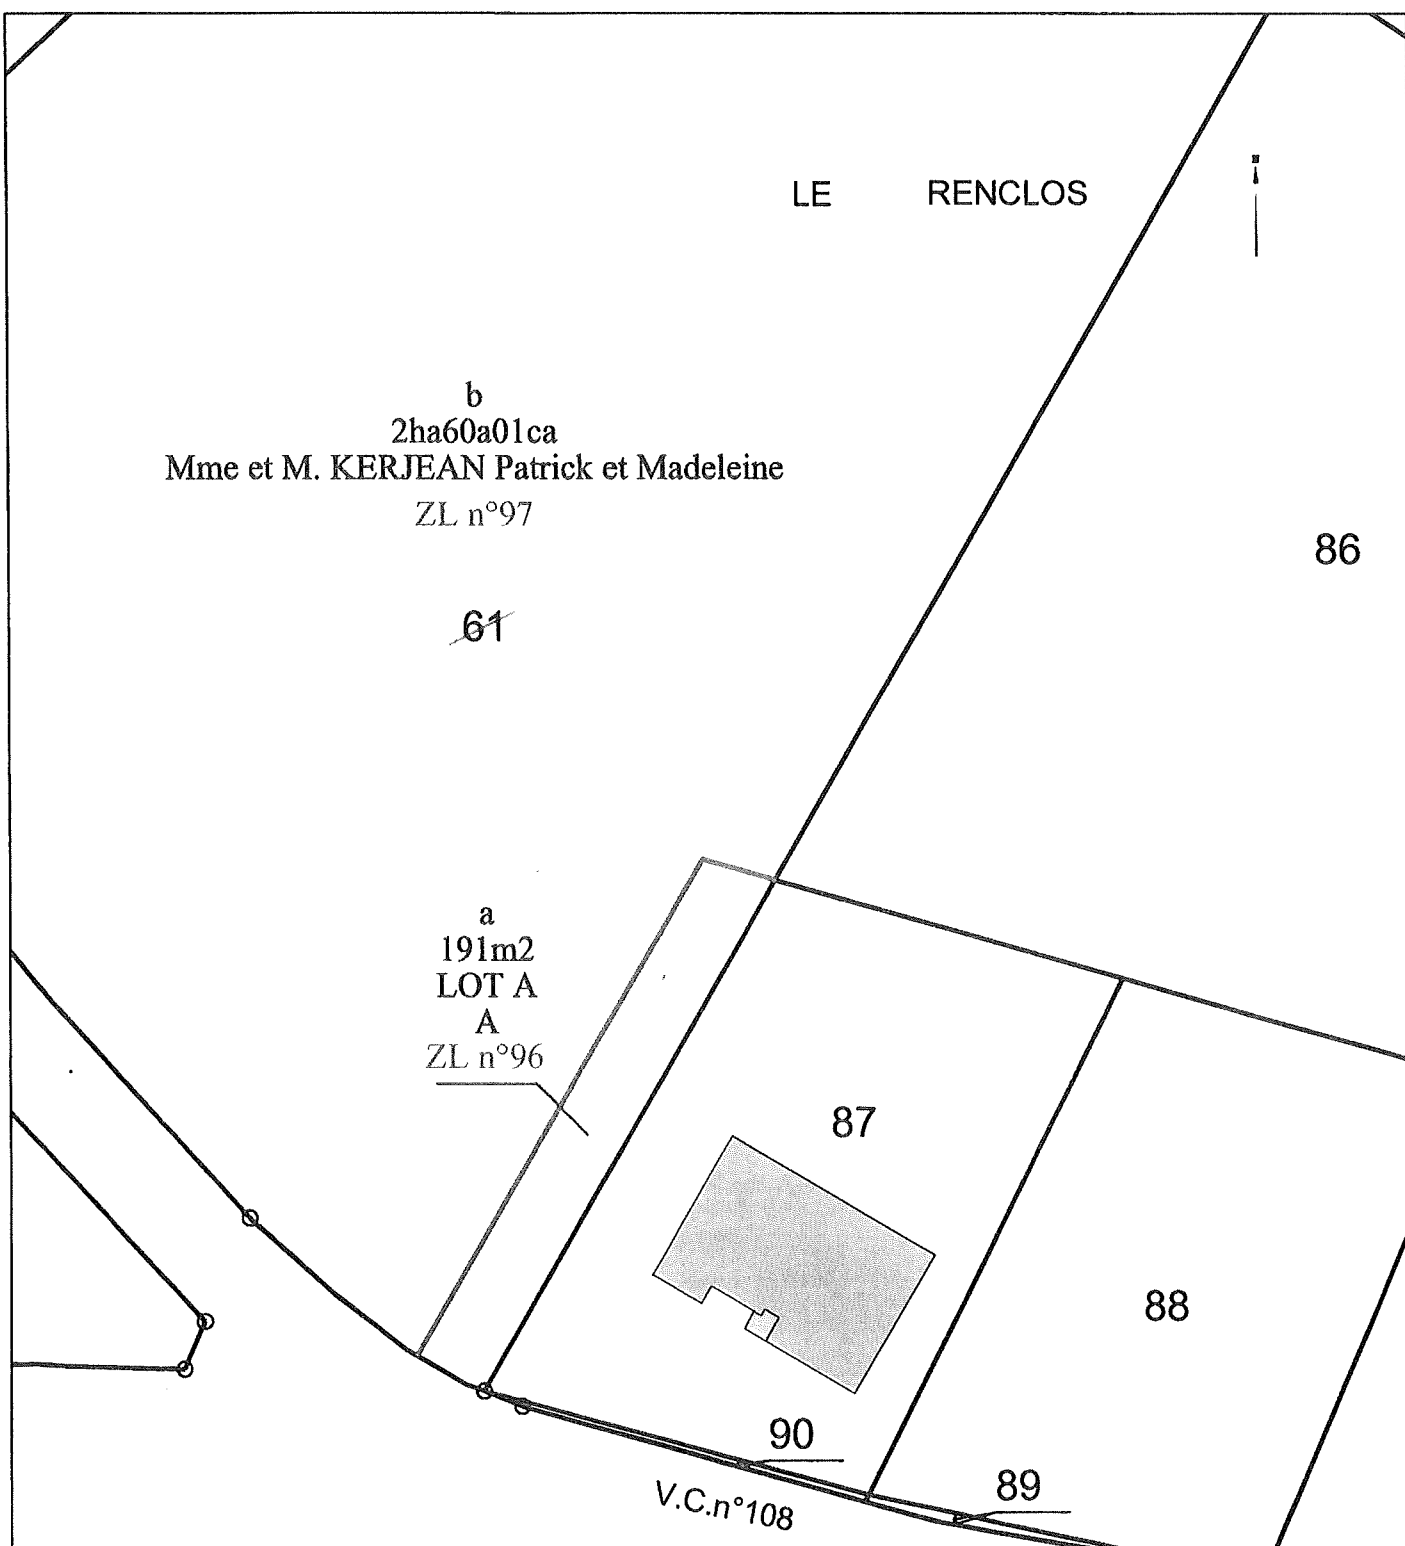 LE RENCLOS
b
2ha60a01ca
Mme et M. KERJEAN Patrick et Madeleine
ZL n°97
86
61
a
191m2
LOT A
A
ZL n°96
87
88
90
89
V.C.n°108